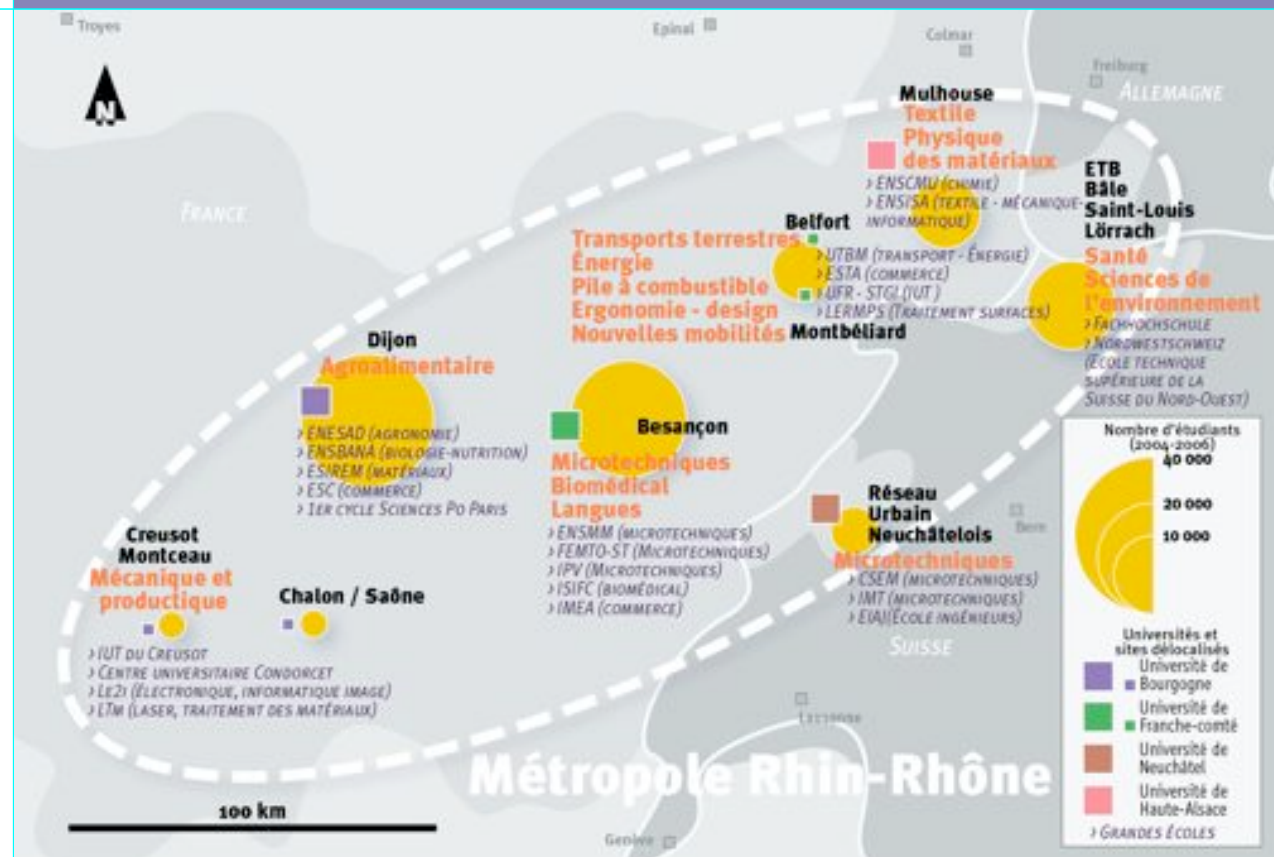 Troyes
Epinal
Colmar
Freiburg
ALLEMAGNE
N
FRANCE
Mulhouse
Textile
Physique
des matériaux
> ENSCMU (CHIMIE)
> ENSISA (TEXTILE - MÉCANIQUE-
INFORMATIQUE)
ETB
Bâle
Saint-Louis
Lörrach
Santé
Sciences de
l'environnement
> FACHHOCHSCHULE
> NORDWESTSCHWEIZ
(ÉCOLE TECHNIQUE
SUPÉRIEURE DE LA
SUISSE DU NORD-OUEST)
Belfort
Transports terrestres
Énergie
Pile à combustible
Ergonomie - design
Nouvelles mobilités
> UTBM (TRANSPORT - ÉNERGIE)
> ESTA (COMMERCE)
> UFR - STGI (IUT )
> LERMPS (TRAITEMENT SURFACES)
Montbéliard
Dijon
Agroalimentaire
> ENESAD (AGRONOMIE)
> ENSBANA (BIOLOGIE-NUTRITION)
> ESIREM (MATÉRIAUX)
> ESC (COMMERCE)
> 1ER CYCLE SCIENCES PO PARIS
Besançon
Microtechniques
Biomédical
Langues
> ENSMM (MICROTECHNIQUES)
> FEMTO-ST (MICROTECHNIQUES)
> IPV (MICROTECHNIQUES)
> ISIFC (BIOMÉDICAL)
> IMEA (COMMERCE)
Réseau
Urbain
Neuchâtelois
Microtechniques
> CSEM (MICROTECHNIQUES)
> IMT (MICROTECHNIQUES)
> EIAJ(ÉCOLE INGÉNIEURS)
Bern
SUISSE
Creusot
Montceau
Mécanique et
productique
Chalon / Saône
> IUT DU CREUSOT
> CENTRE UNIVERSITAIRE CONDORCET
> LE2I (ÉLECTRONIQUE, INFORMATIQUE IMAGE)
> LTM (LASER, TRAITEMENT DES MATÉRIAUX)
Lausanne
Métropole Rhin-Rhône
100 km
Genève
Nombre d'étudiants
(2004-2006)
40 000
20 000
10 000
Universités et
sites délocalisés
Université de
Bourgogne
Université de
Franche-comté
Université de
Neuchâtel
Université de
Haute-Alsace
> GRANDES ÉCOLES